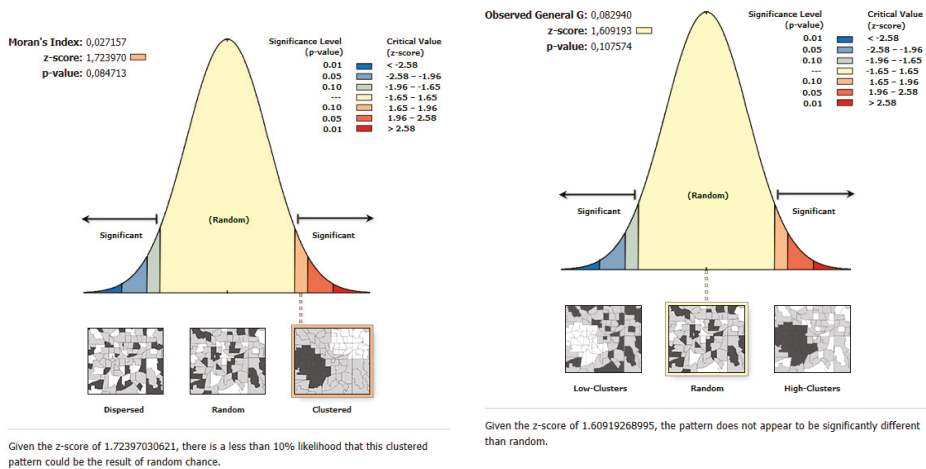 Moran's Index: 0,027157
z-score: 1,723970
p-value: 0,084713
Significance Level Critical Value
(p-value) (z-score)
0.01 < -2.58
0.05 -2.58 – -1.96
0.10 -1.96 – -1.65
--- -1.65 – 1.65
0.10 1.65 – 1.96
0.05 1.96 – 2.58
0.01 > 2.58
(Random)
Significant Significant
Dispersed Random Clustered
Given the z-score of 1.72397030621, there is a less than 10% likelihood that this clustered
pattern could be the result of random chance.
Observed General G: 0,082940
z-score: 1,609193
p-value: 0,107574
Significance Level Critical Value
(p-value) (z-score)
0.01 < -2.58
0.05 -2.58 – -1.96
0.10 -1.96 – -1.65
--- -1.65 – 1.65
0.10 1.65 – 1.96
0.05 1.96 – 2.58
0.01 > 2.58
(Random)
Significant Significant
Low-Clusters Random High-Clusters
Given the z-score of 1.60919268995, the pattern does not appear to be significantly different
than random.